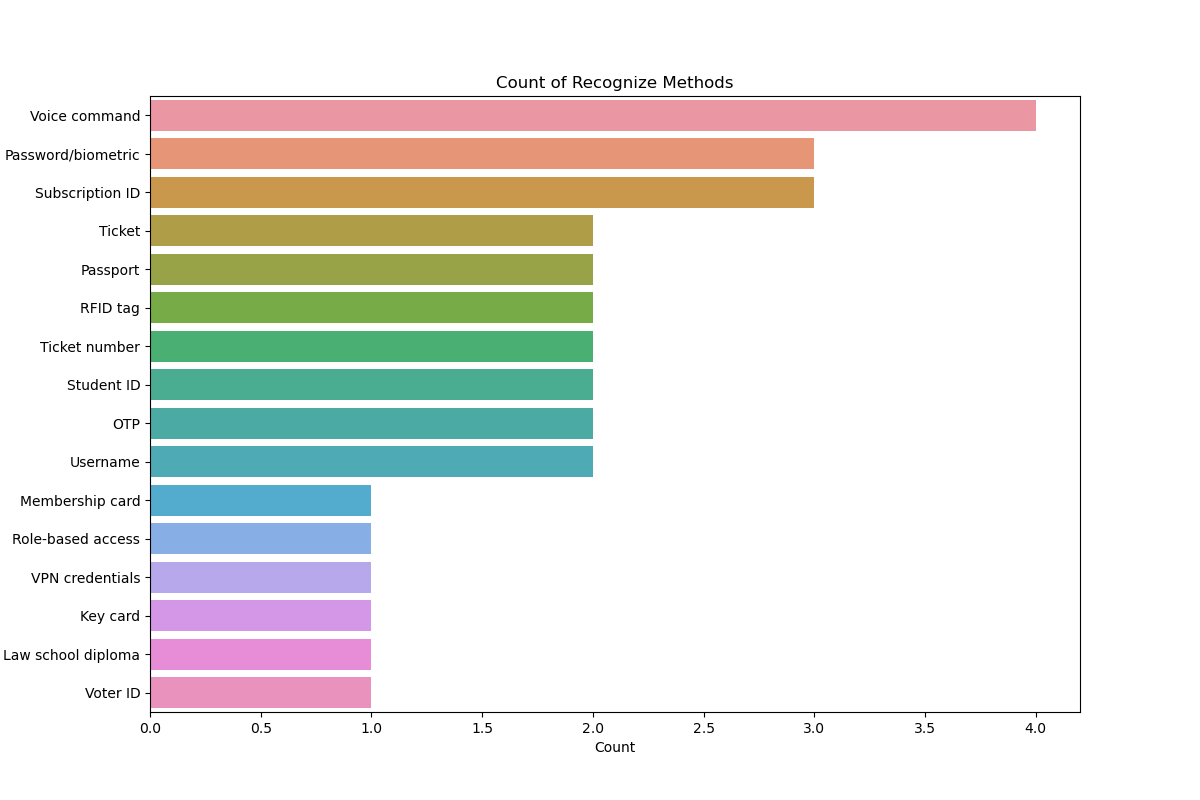 Count of Recognize Methods
Voice command
Password/biometric
Subscription ID
Ticket
Passport
RFID tag
Ticket number
Student ID
OTP
Username
Membership card
Role-based access
VPN credentials
Key card
Law school diploma
Voter ID
0.0 0.5 1.0 1.5 2.0 2.5 3.0 3.5 4.0
Count